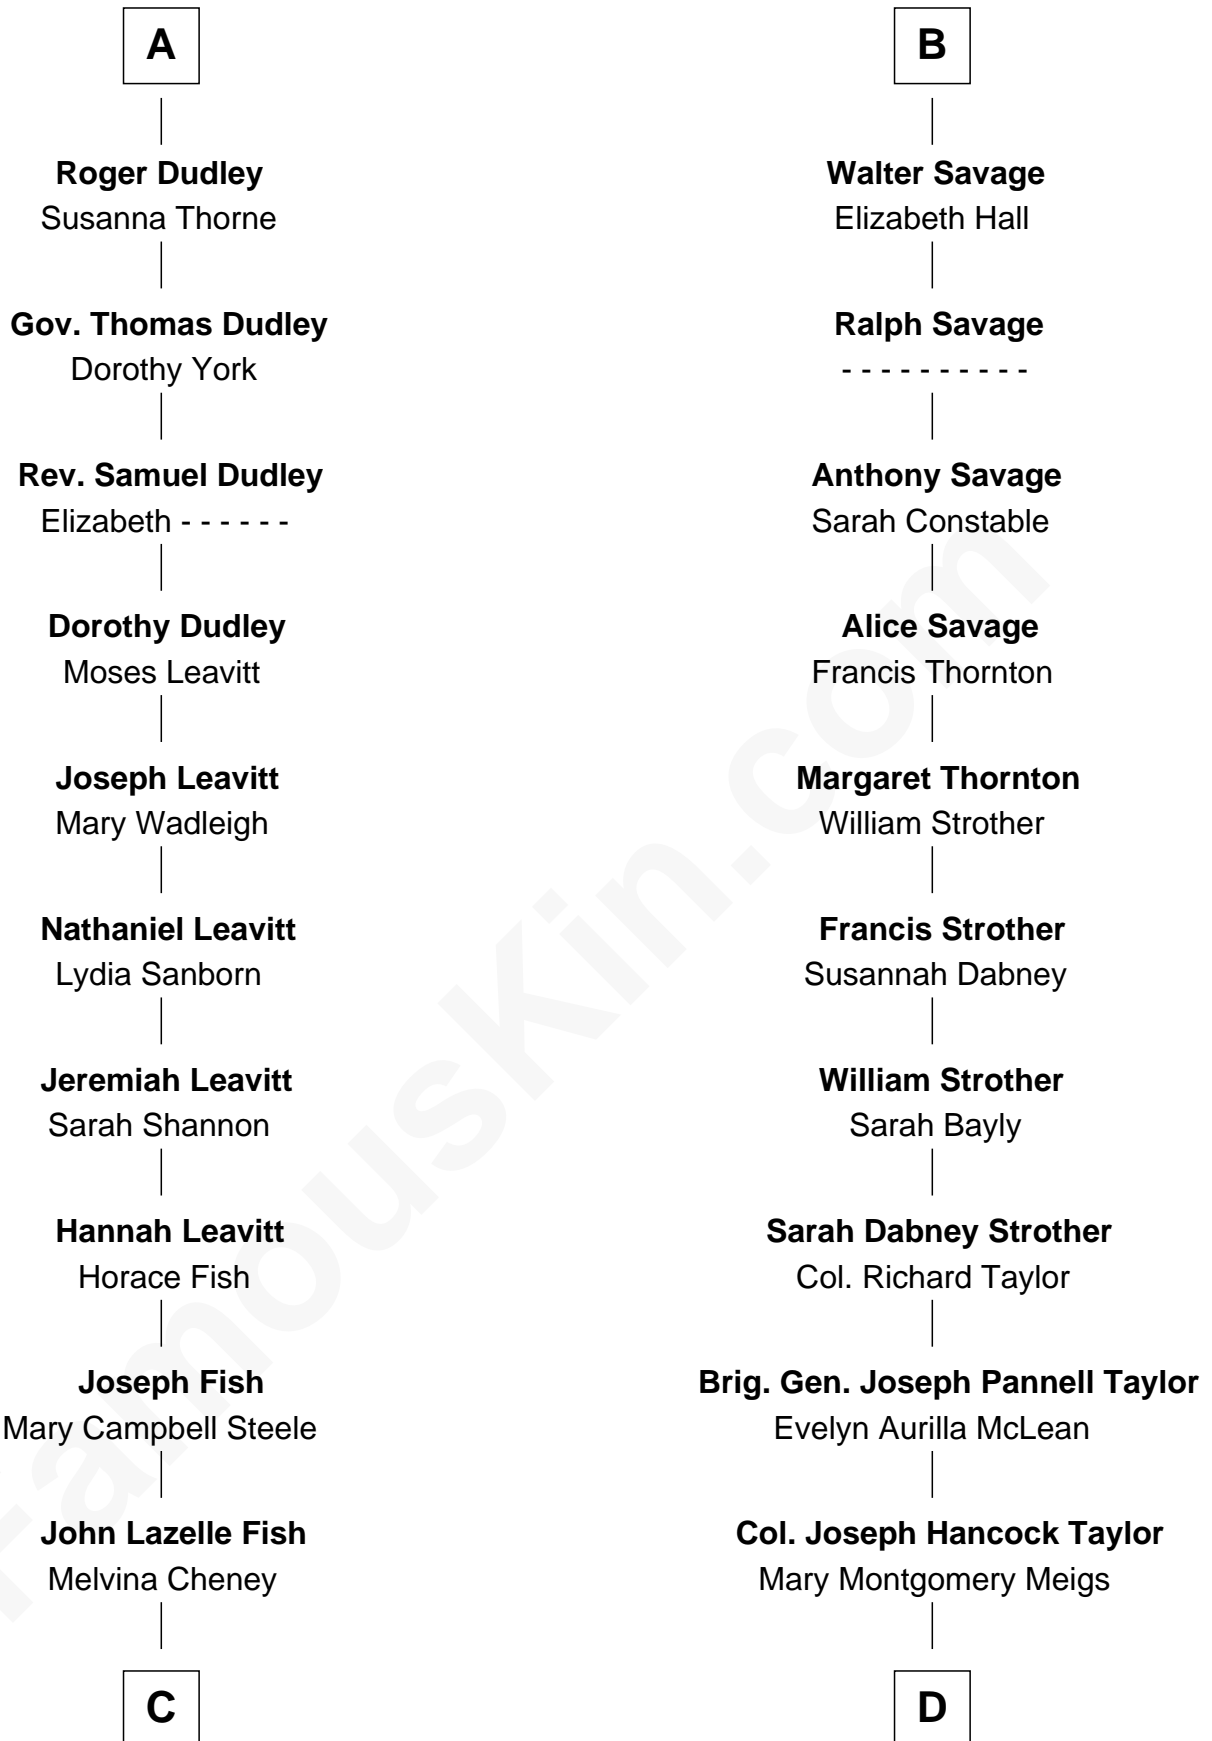 A
Roger Dudley
Susanna Thorne
Gov. Thomas Dudley
Dorothy York
Rev. Samuel Dudley
Elizabeth - - - - - -
Dorothy Dudley
Moses Leavitt
Joseph Leavitt
Mary Wadleigh
Nathaniel Leavitt
Lydia Sanborn
Jeremiah Leavitt
Sarah Shannon
Hannah Leavitt
Horace Fish
Joseph Fish
Mary Campbell Steele
John Lazelle Fish
Melvina Cheney
C
B
Walter Savage
Elizabeth Hall
Ralph Savage
- - - - - - - - - -
Anthony Savage
Sarah Constable
Alice Savage
Francis Thornton
Margaret Thornton
William Strother
Francis Strother
Susannah Dabney
William Strother
Sarah Bayly
Sarah Dabney Strother
Col. Richard Taylor
Brig. Gen. Joseph Pannell Taylor
Evelyn Aurilla McLean
Col. Joseph Hancock Taylor
Mary Montgomery Meigs
D
FamousKin.com